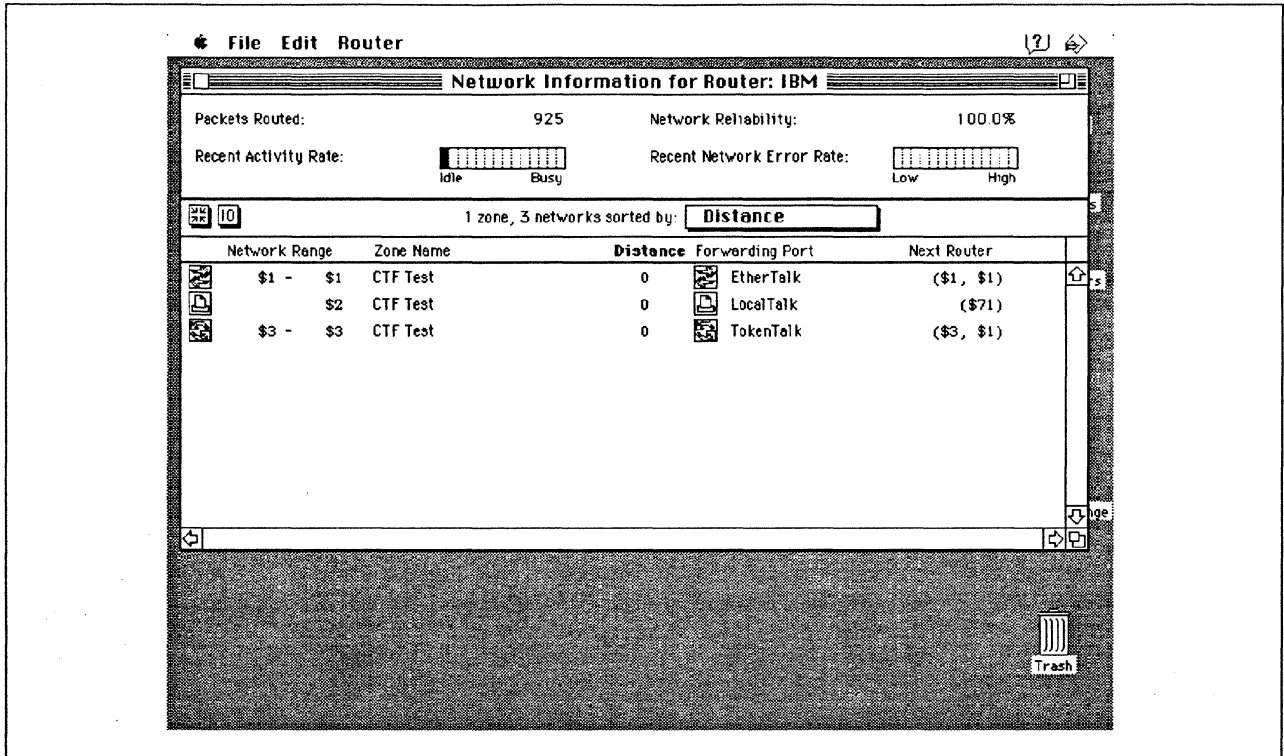 File Edit Router
Network Information for Router: IBM
Packets Routed: 925 Network Reliability: 100.0%
Recent Activity Rate: Recent Network Error Rate:
Idle Busy Low High
10 1 zone, 3 networks sorted by: Distance
Network Range Zone Name Distance Forwarding Port Next Router
$1 - $1 CTF Test 0 EtherTalk ($1, $1)
$2 CTF Test 0 LocalTalk ($71)
$3 - $3 CTF Test 0 TokenTalk ($3, $1)
Trash